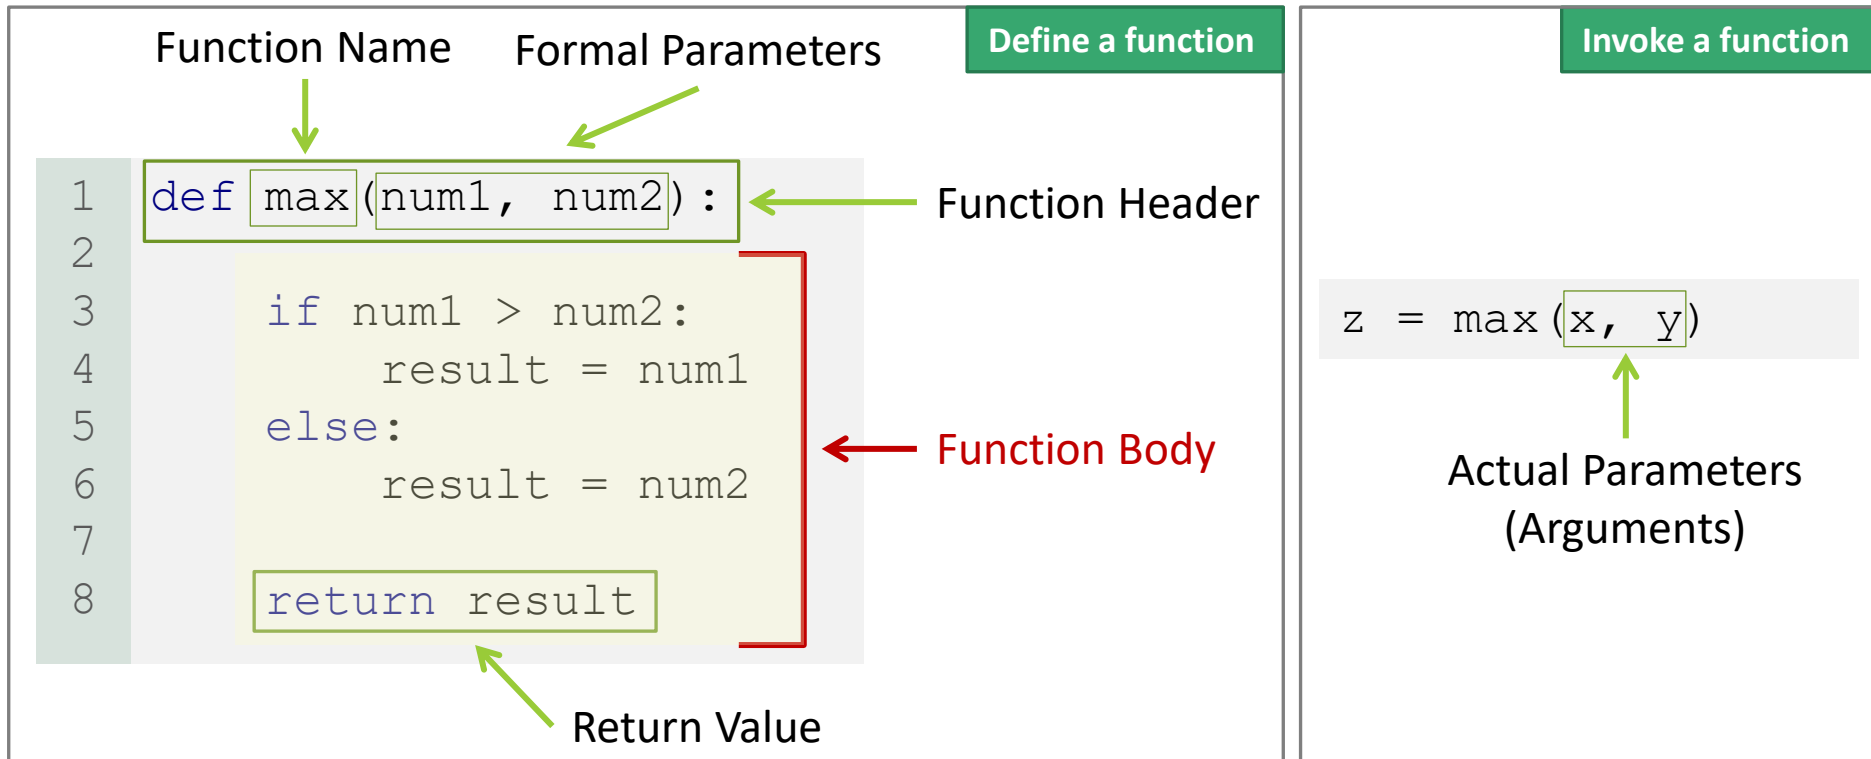 Function Name
Formal Parameters
Define a function
1 def max(num1, num2):
Function Header
2
3 if num1 > num2:
4 result = num1
5 else:
6 result = num2
7
8 return result
Function Body
Return Value
Invoke a function
z = max(x, y)
Actual Parameters
(Arguments)